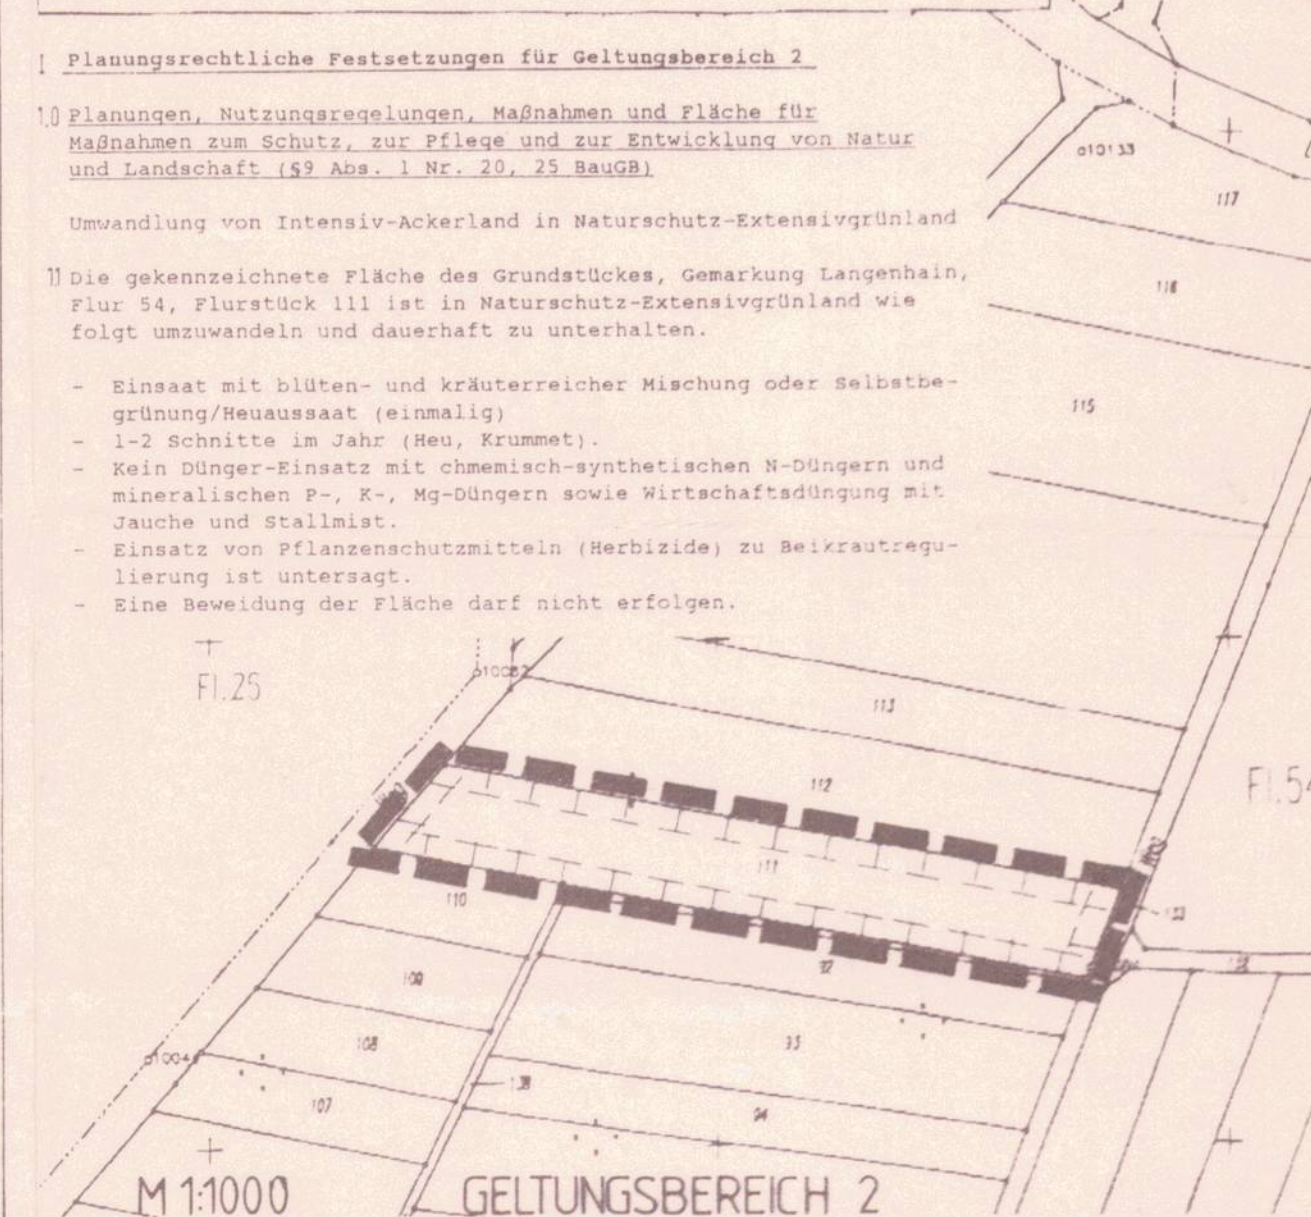 I Planungsrechtliche Festsetzungen für Geltungsbereich 2
1.0 Planungen, Nutzungsregelungen, Maßnahmen und Fläche für
Maßnahmen zum Schutz, zur Pflege und zur Entwicklung von Natur
und Landschaft (§9 Abs. 1 Nr. 20, 25 BauGB)
Umwandlung von Intensiv-Ackerland in Naturschutz-Extensivgrünland
1.1 Die gekennzeichnete Fläche des Grundstückes, Gemarkung Langenhain,
Flur 54, Flurstück 111 ist in Naturschutz-Extensivgrünland wie
folgt umzuwandeln und dauerhaft zu unterhalten.
- Einsaat mit blüten- und kräuterreicher Mischung oder Selbstbe-
grünung/Heuaussaat (einmalig)
- 1-2 Schnitte im Jahr (Heu, Krummet).
- Kein Dünger-Einsatz mit chmemisch-synthetischen N-Düngern und
mineralischen P-, K-, Mg-Düngern sowie Wirtschaftsdüngung mit
Jauche und Stallmist.
- Einsatz von Pflanzenschutzmitteln (Herbizide) zu Beikrautregu-
lierung ist untersagt.
- Eine Beweidung der Fläche darf nicht erfolgen.
010133
117
116
115
Fl.25
113
112
Fl.54
111
110
92
109
108
93
138
107
94
M 1:1000
GELTUNGSBEREICH 2